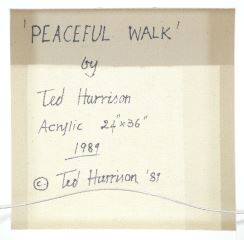 'PEACEFUL WALK'
by
Ted Harrison
Acrylic 24"x36"
1989
© Ted Harrison '89